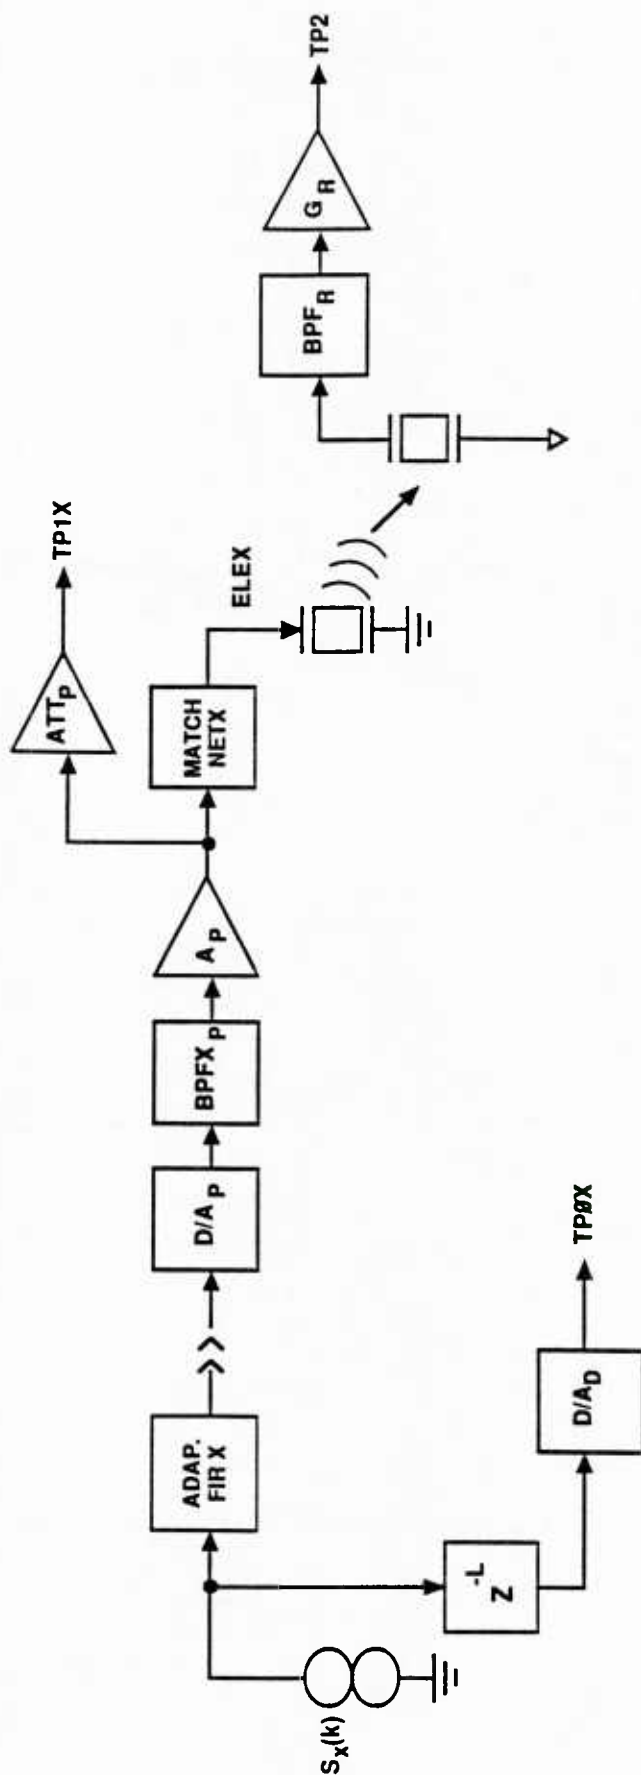 S_x(k)
ADAP.
FIR X
Z^-L
D/A_D
TPØX
D/A_P
BPFX_P
A_P
ATT_P
TP1X
MATCH
NETX
ELEX
BPF_R
G_R
TP2